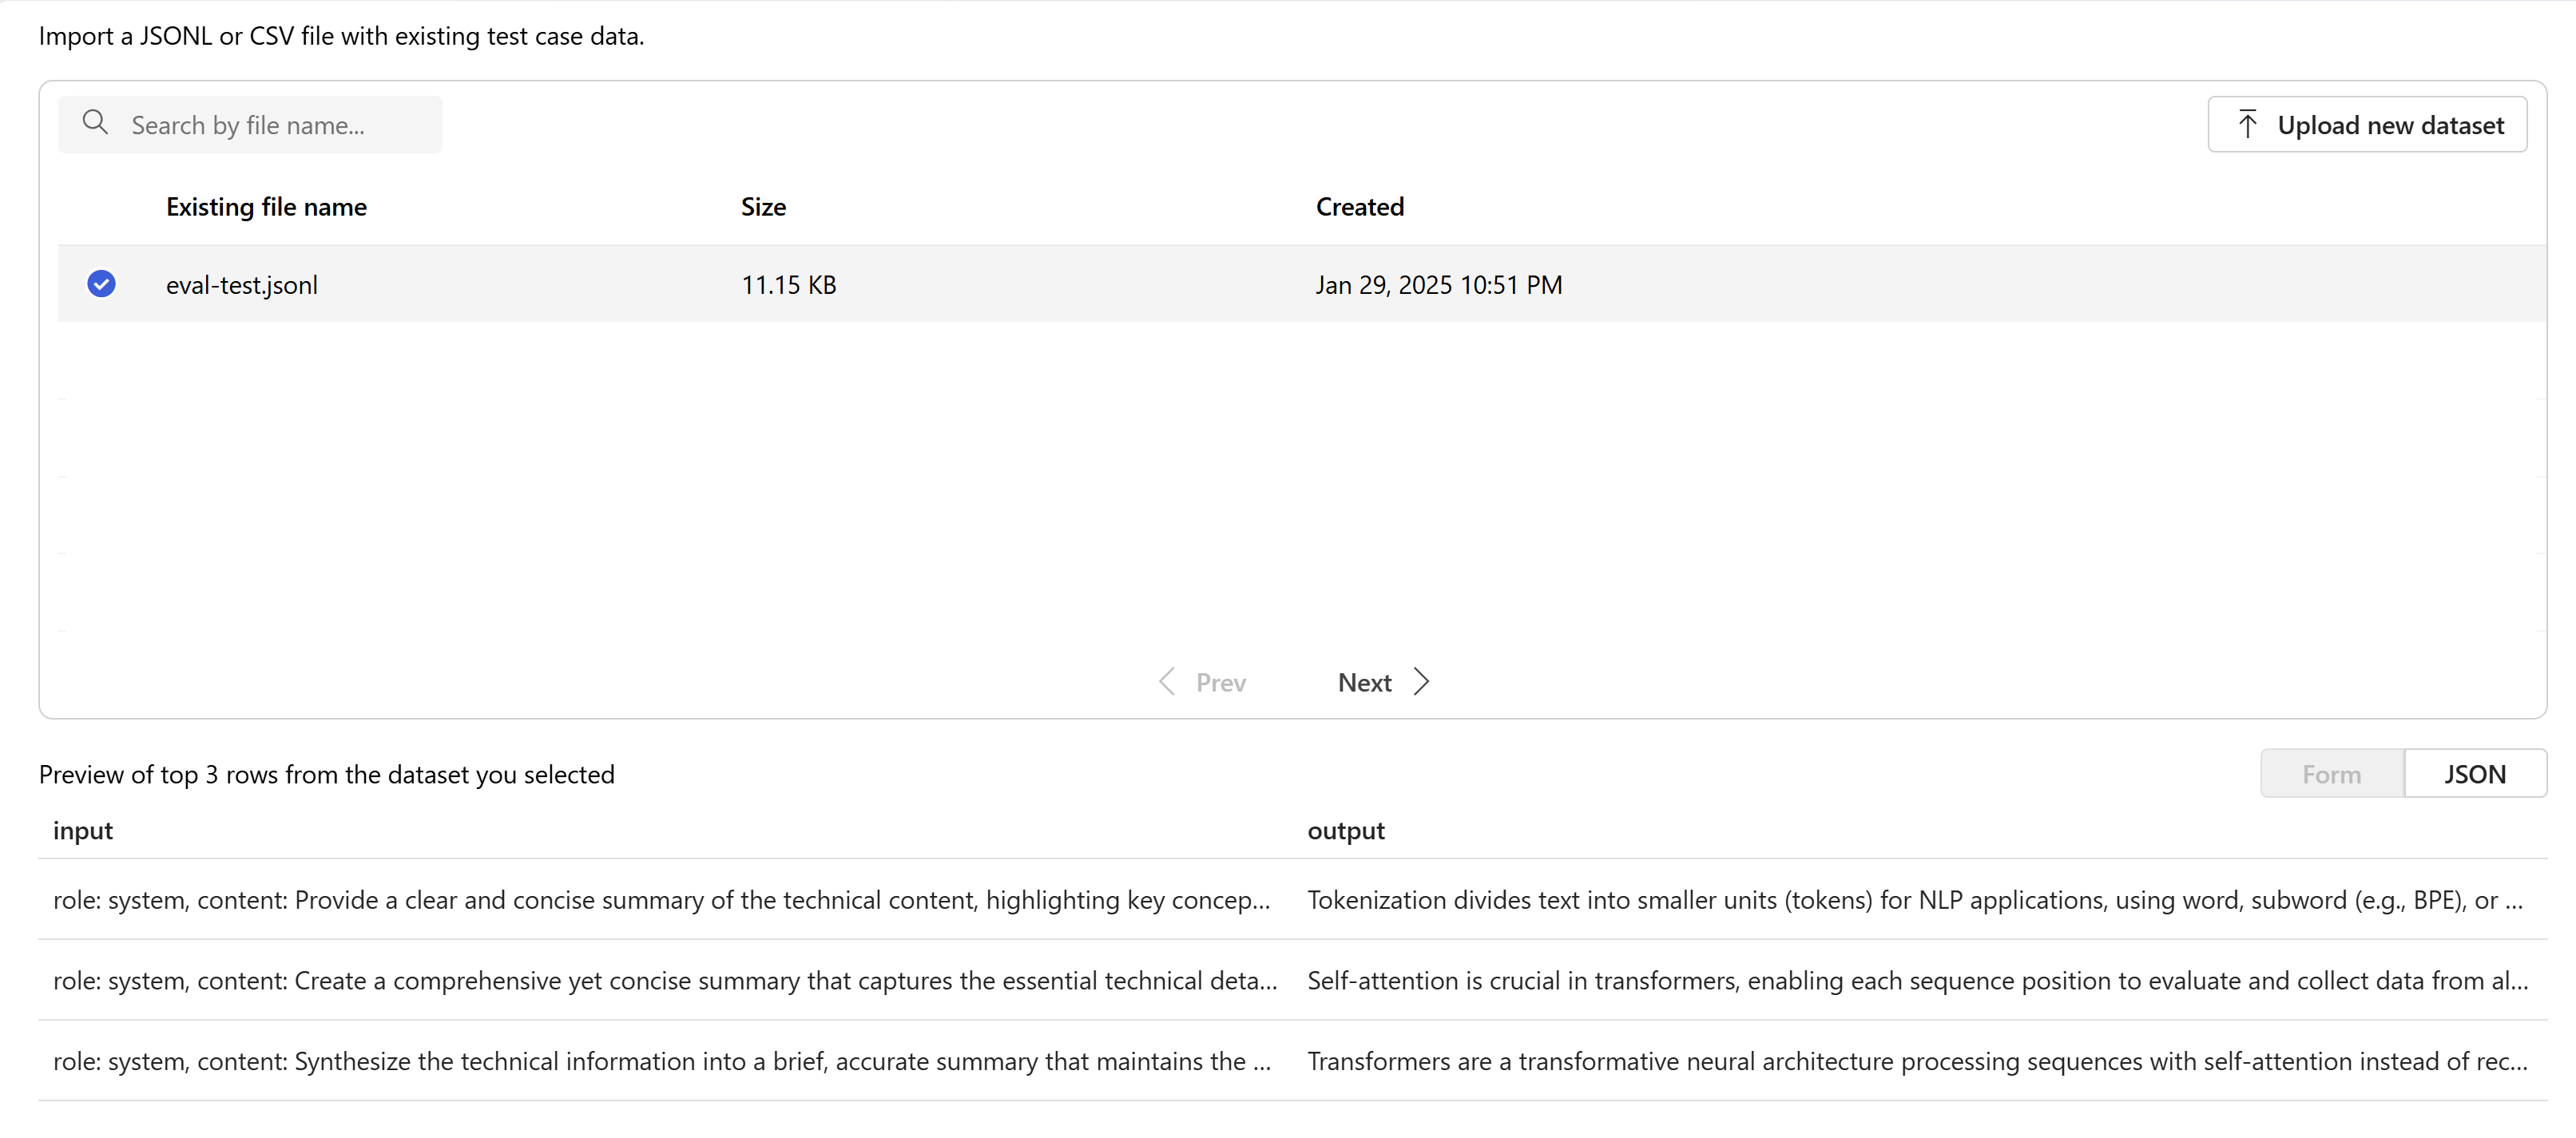 Import a JSONL or CSV file with existing test case data.
Search by file name...
Upload new dataset
Existing file name Size Created
eval-test.jsonl 11.15 KB Jan 29, 2025 10:51 PM
Prev Next
Preview of top 3 rows from the dataset you selected
Form JSON
input output
role: system, content: Provide a clear and concise summary of the technical content, highlighting key concep... Tokenization divides text into smaller units (tokens) for NLP applications, using word, subword (e.g., BPE), or ...
role: system, content: Create a comprehensive yet concise summary that captures the essential technical deta... Self-attention is crucial in transformers, enabling each sequence position to evaluate and collect data from al...
role: system, content: Synthesize the technical information into a brief, accurate summary that maintains the ... Transformers are a transformative neural architecture processing sequences with self-attention instead of rec...